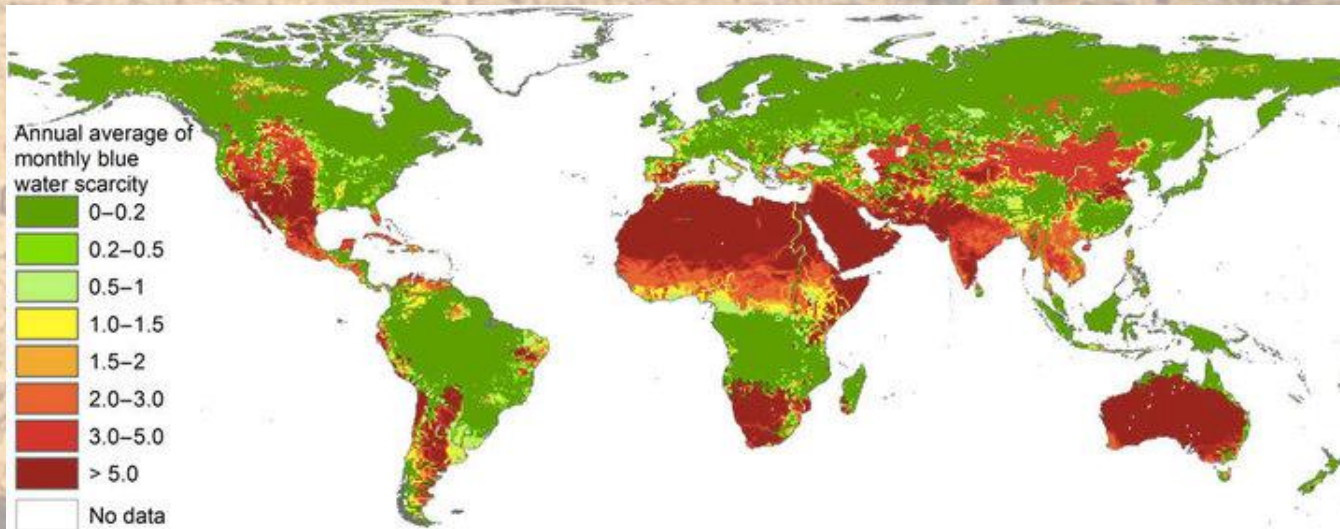 Annual average of
monthly blue
water scarcity
0–0.2
0.2–0.5
0.5–1
1.0–1.5
1.5–2
2.0–3.0
3.0–5.0
> 5.0
No data